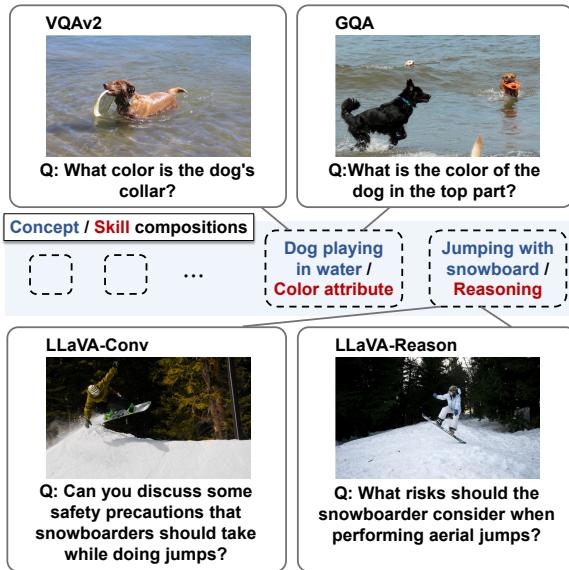 VQAv2
Q: What color is the dog's
collar?
GQA
Q:What is the color of the
dog in the top part?
Concept / Skill compositions
...
Dog playing
in water /
Color attribute
Jumping with
snowboard /
Reasoning
LLaVA-Conv
Q: Can you discuss some
safety precautions that
snowboarders should take
while doing jumps?
LLaVA-Reason
Q: What risks should the
snowboarder consider when
performing aerial jumps?